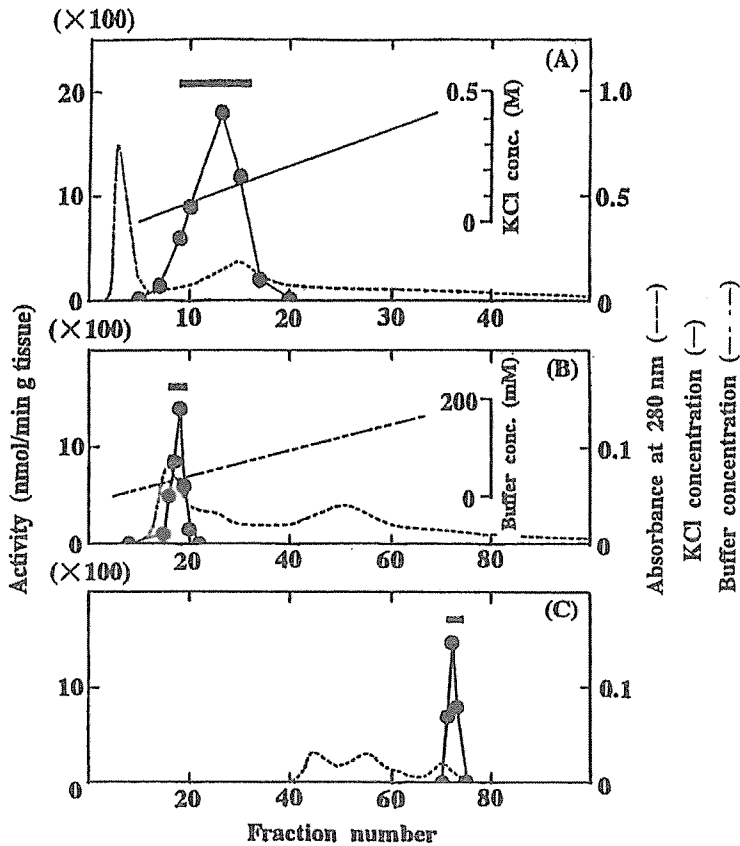 (×100)
(A)
20
10
0
0.5
0
KCl conc. (M)
1.0
0.5
0
10 20 30 40
(×100)
(B)
10
0
200
0
Buffer conc. (mM)
0.1
0
20 40 60 80
(×100)
(C)
10
0
0.1
0
0 20 40 60 80
Fraction number
Activity (nmol/min g tissue)
Absorbance at 280 nm (---)
KCl concentration (—)
Buffer concentration (—--—)